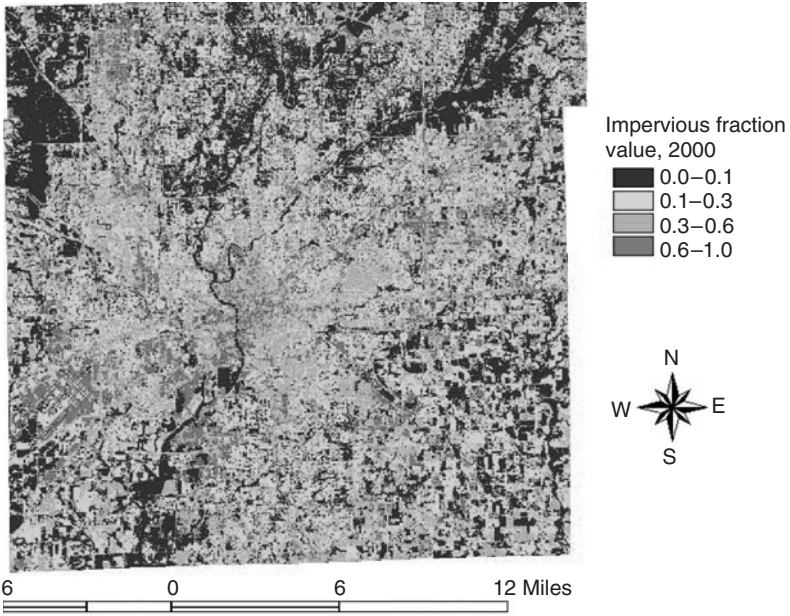 Impervious fraction
value, 2000
0.0–0.1
0.1–0.3
0.3–0.6
0.6–1.0
N
W E
S
6 0 6 12 Miles